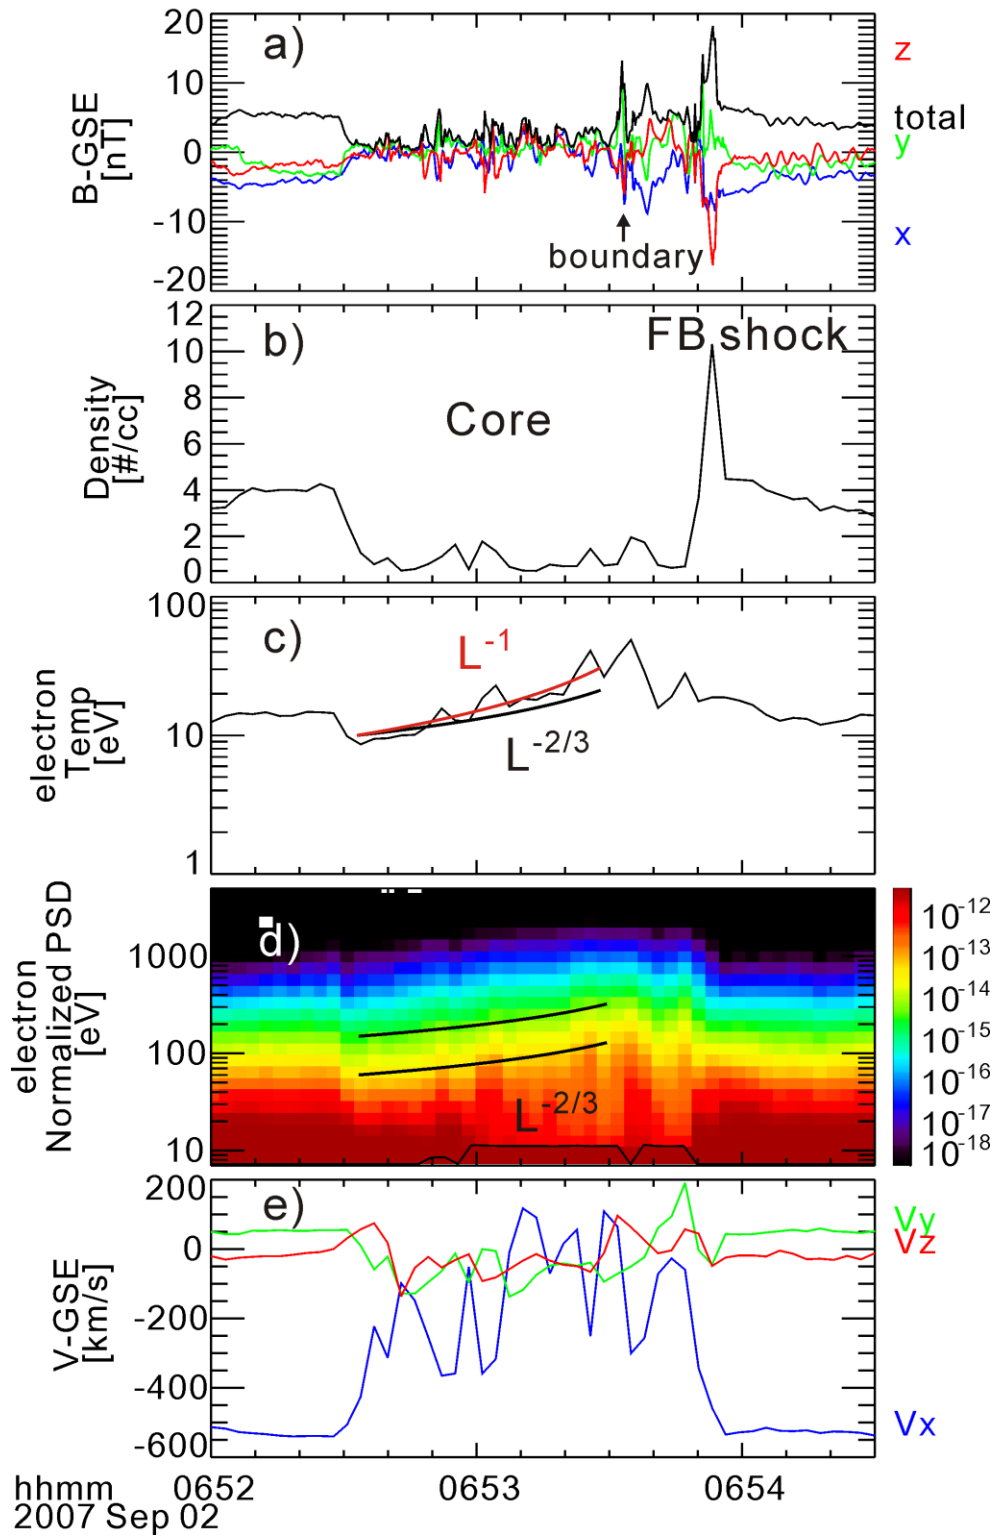 a)
B-GSE
[nT]
20
10
0
-10
-20
z
total
y
x
boundary
b)
Density
[#/cc]
12
10
8
6
4
2
0
FB shock
Core
c)
electron
Temp
[eV]
100
10
1
L^-1
L^-2/3
d)
electron
Normalized PSD
[eV]
1000
100
10
L^-2/3
10^-12
10^-13
10^-14
10^-15
10^-16
10^-17
10^-18
e)
V-GSE
[km/s]
200
0
-200
-400
-600
Vy
Vz
Vx
hhmm
0652
0653
0654
2007 Sep 02